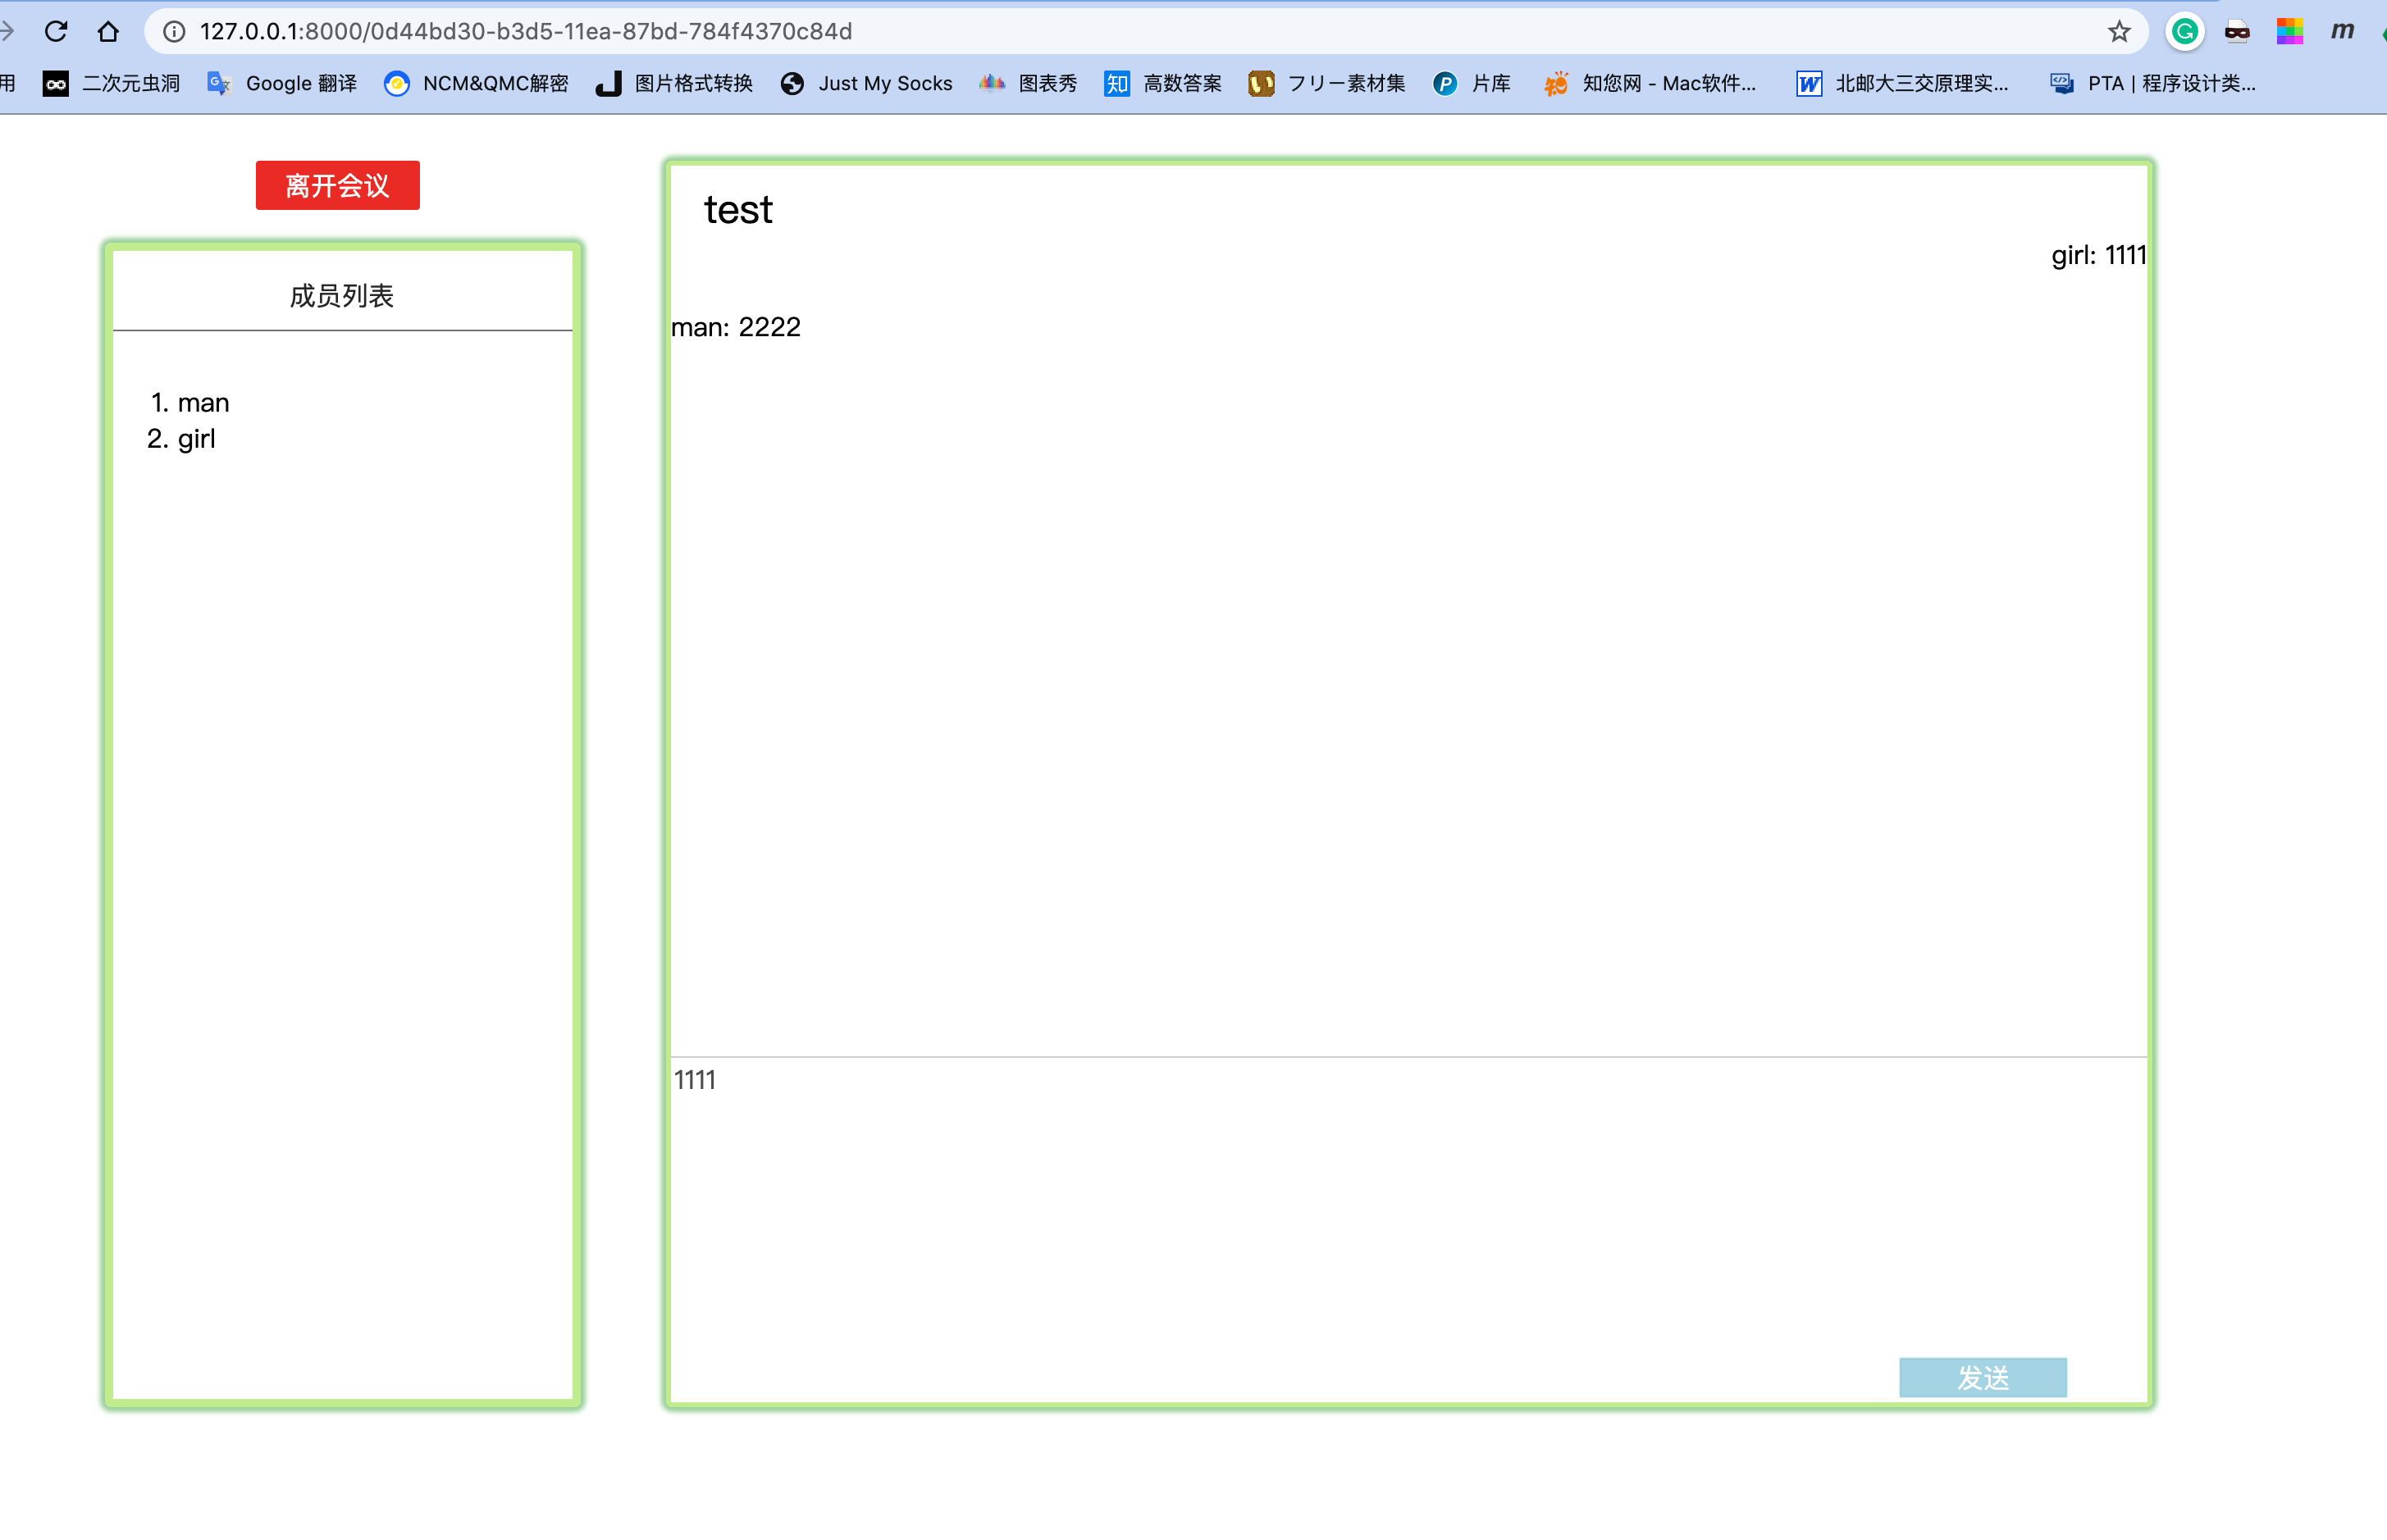 127.0.0.1:8000/0d44bd30-b3d5-11ea-87bd-784f4370c84d
用 二次元虫洞 Google 翻译 NCM&QMC解密 图片格式转换 Just My Socks 图表秀 知 高数答案 フリー素材集 P 片库 知您网 - Mac软件... W 北邮大三交原理实... PTA | 程序设计类...
离开会议
成员列表
1. man
2. girl
test
girl: 1111
man: 2222
1111
发送